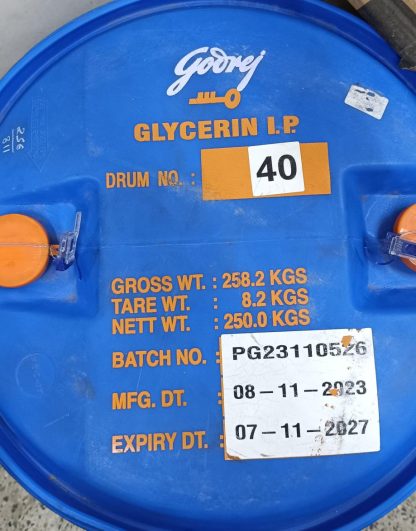 Godrej
GLYCERIN I.P.
DRUM NO. : 40
GROSS WT. : 258.2 KGS
TARE WT. : 8.2 KGS
NETT WT. : 250.0 KGS
BATCH NO. : PG23110526
MFG. DT. : 08-11-2023
EXPIRY DT. : 07-11-2027